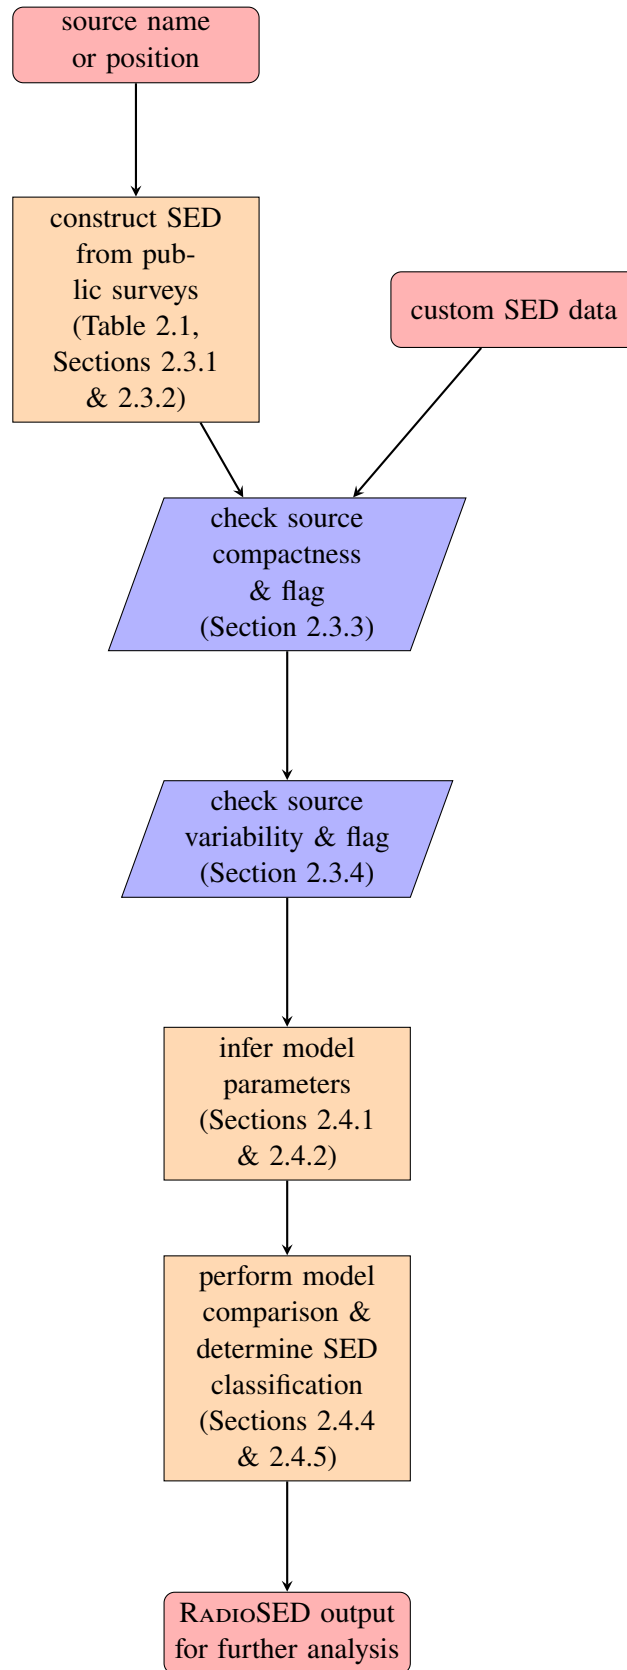 source name
or position
construct SED
from pub-
lic surveys
(Table 2.1,
Sections 2.3.1
& 2.3.2)
custom SED data
check source
compactness
& flag
(Section 2.3.3)
check source
variability & flag
(Section 2.3.4)
infer model
parameters
(Sections 2.4.1
& 2.4.2)
perform model
comparison &
determine SED
classification
(Sections 2.4.4
& 2.4.5)
RadioSED output
for further analysis